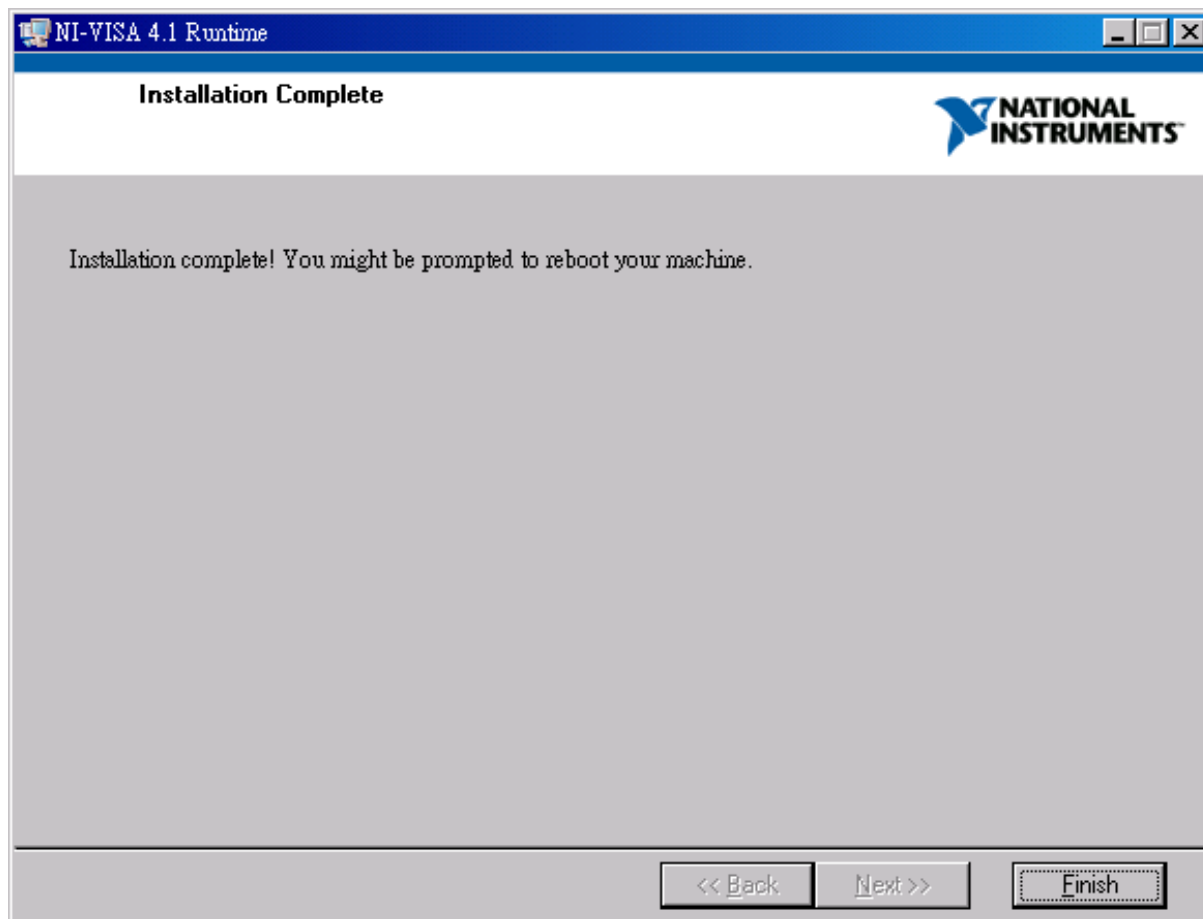 NI-VISA 4.1 Runtime
Installation Complete
NATIONAL
INSTRUMENTS™
Installation complete! You might be prompted to reboot your machine.
<< Back
Next >>
Finish